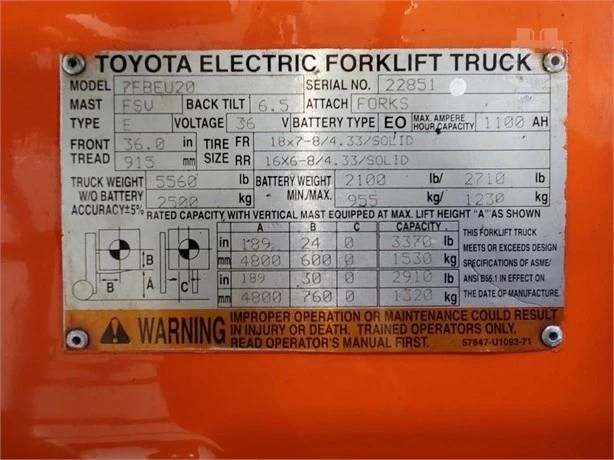 TOYOTA ELECTRIC FORKLIFT TRUCK
MODEL 7FBEU20 SERIAL NO. 22851
MAST FSV BACK TILT 6.5 ATTACH FORKS
TYPE E VOLTAGE 36 V BATTERY TYPE EO MAX. AMPERE HOUR CAPACITY 1100 AH
FRONT 36.0 in TIRE FR 18x7-8/4.33/SOLID
TREAD 915 mm SIZE RR 16X6-8/4.33/SOLID
TRUCK WEIGHT 5560 lb BATTERY WEIGHT 2100 lb/ 2710 lb
W/O BATTERY 2500 kg MIN./MAX. 955 kg/ 1230 kg
ACCURACY±5%
RATED CAPACITY WITH VERTICAL MAST EQUIPPED AT MAX. LIFT HEIGHT "A" AS SHOWN
A B C CAPACITY
in 189 24 0 3370 lb
mm 4800 600 0 1530 kg
in 189 30 0 2910 lb
mm 4800 760 0 1320 kg
B B A C
THIS FORKLIFT TRUCK
MEETS OR EXCEEDS DESIGN
SPECIFICATIONS OF ASME/
ANSI B56.1 IN EFFECT ON
THE DATE OF MANUFACTURE.
WARNING
IMPROPER OPERATION OR MAINTENANCE COULD RESULT
IN INJURY OR DEATH. TRAINED OPERATORS ONLY,
READ OPERATOR'S MANUAL FIRST.
57847-U1093-71